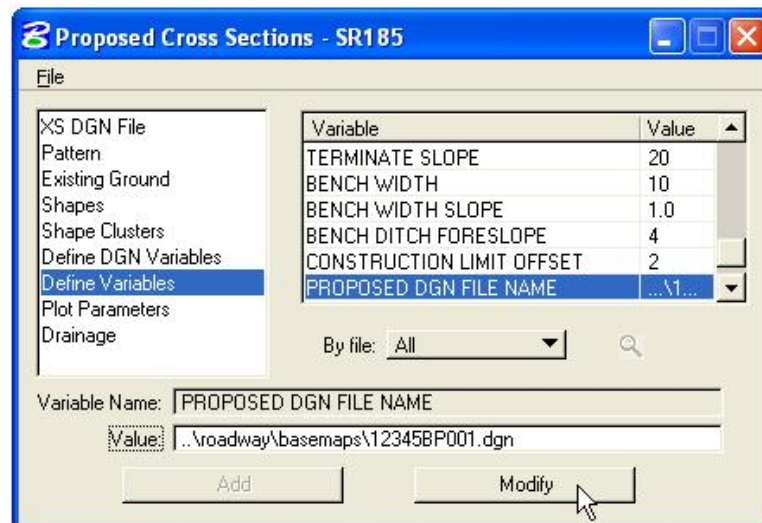 Proposed Cross Sections - SR185
File
XS DGN File
Pattern
Existing Ground
Shapes
Shape Clusters
Define DGN Variables
Define Variables
Plot Parameters
Drainage
Variable Value
TERMINATE SLOPE 20
BENCH WIDTH 10
BENCH WIDTH SLOPE 1.0
BENCH DITCH FORESLOPE 4
CONSTRUCTION LIMIT OFFSET 2
PROPOSED DGN FILE NAME ...\1...
By file: All
Variable Name: PROPOSED DGN FILE NAME
Value: ..\roadway\basemaps\12345BP001.dgn
Add Modify